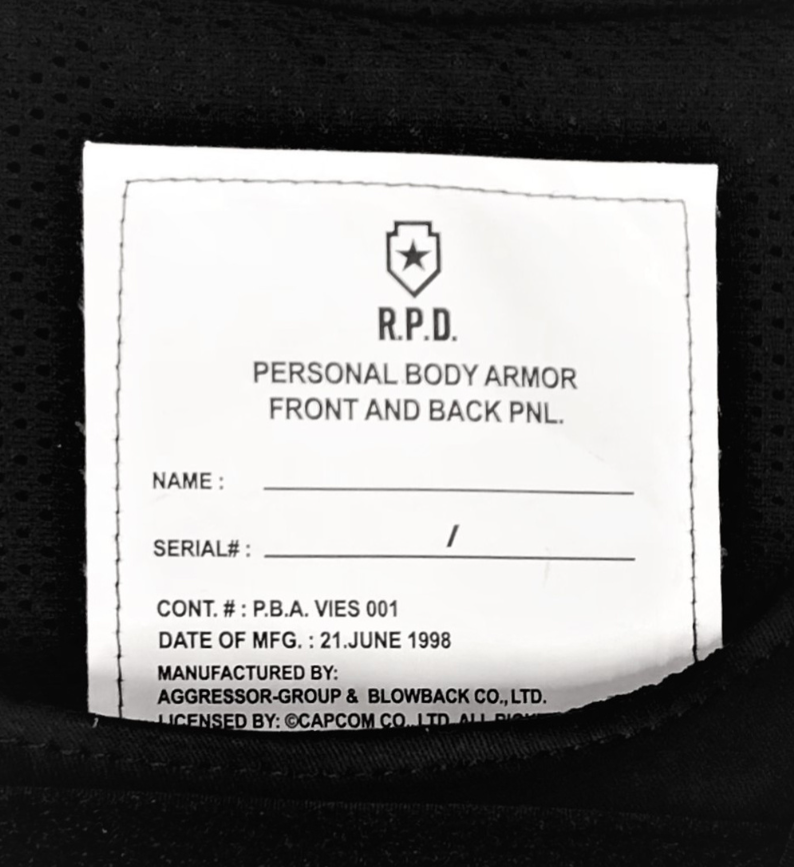 R.P.D.
PERSONAL BODY ARMOR
FRONT AND BACK PNL.
NAME :
SERIAL# : /
CONT. # : P.B.A. VIES 001
DATE OF MFG. : 21.JUNE 1998
MANUFACTURED BY:
AGGRESSOR-GROUP & BLOWBACK CO., LTD.
LICENSED BY: ©CAPCOM CO., LTD. ALL